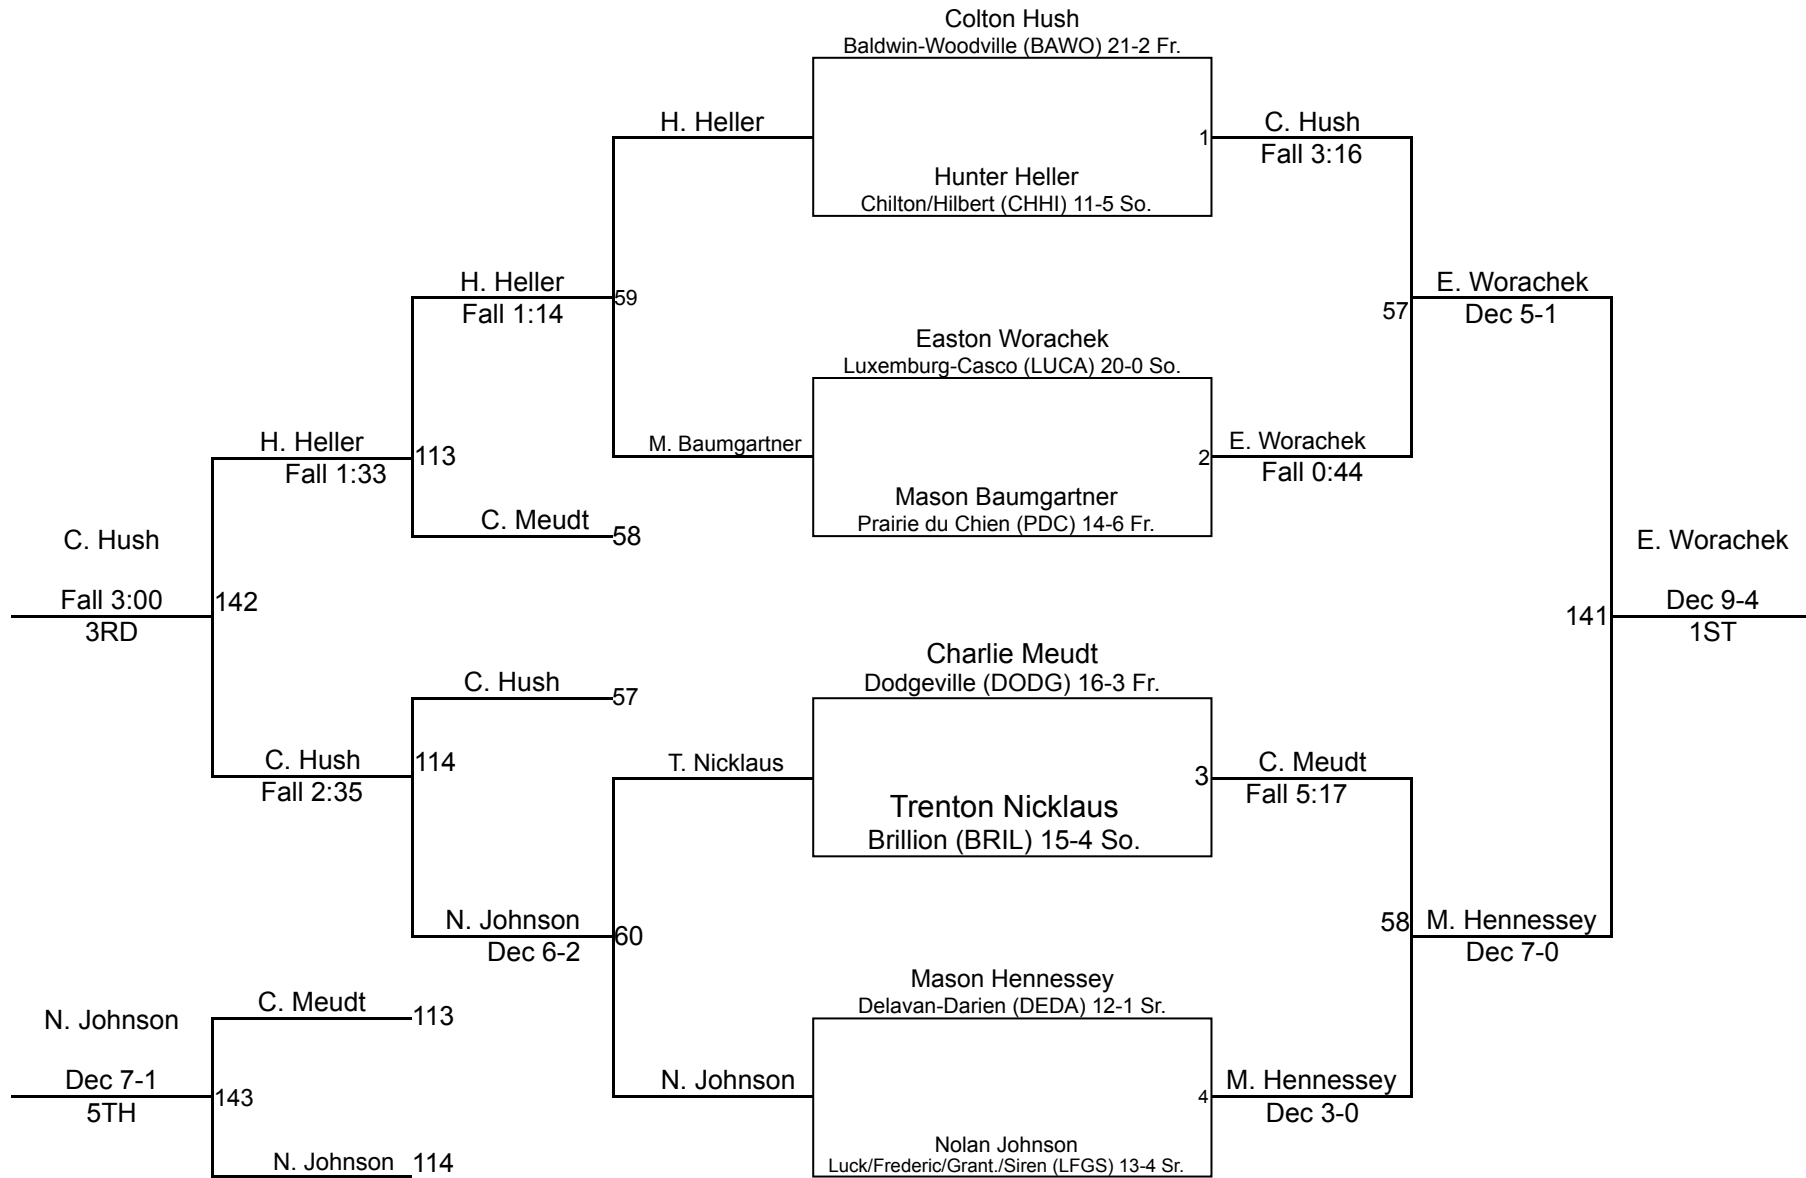 Colton Hush
Baldwin-Woodville (BAWO) 21-2 Fr.
H. Heller
1
C. Hush
Fall 3:16
Hunter Heller
Chilton/Hilbert (CHHI) 11-5 So.
H. Heller
Fall 1:14
59
57
E. Worachek
Dec 5-1
Easton Worachek
Luxemburg-Casco (LUCA) 20-0 So.
H. Heller
Fall 1:33
113
M. Baumgartner
2
E. Worachek
Fall 0:44
Mason Baumgartner
Prairie du Chien (PDC) 14-6 Fr.
C. Meudt
58
C. Hush
Fall 3:00
3RD
142
E. Worachek
141
Dec 9-4
1ST
Charlie Meudt
Dodgeville (DODG) 16-3 Fr.
C. Hush
57
C. Hush
Fall 2:35
114
T. Nicklaus
3
C. Meudt
Fall 5:17
Trenton Nicklaus
Brillion (BRIL) 15-4 So.
N. Johnson
Dec 6-2
60
58
M. Hennessey
Dec 7-0
Mason Hennessey
Delavan-Darien (DEDA) 12-1 Sr.
C. Meudt
113
N. Johnson
Dec 7-1
5TH
143
N. Johnson
4
M. Hennessey
Dec 3-0
Nolan Johnson
Luck/Frederic/Grant./Siren (LFGS) 13-4 Sr.
N. Johnson
114